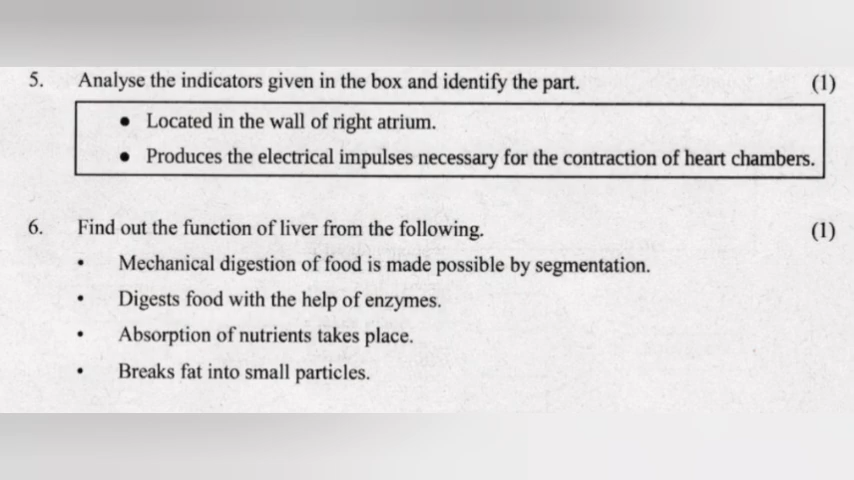 5. Analyse the indicators given in the box and identify the part. (1)
• Located in the wall of right atrium.
• Produces the electrical impulses necessary for the contraction of heart chambers.
6. Find out the function of liver from the following. (1)
• Mechanical digestion of food is made possible by segmentation.
• Digests food with the help of enzymes.
• Absorption of nutrients takes place.
• Breaks fat into small particles.